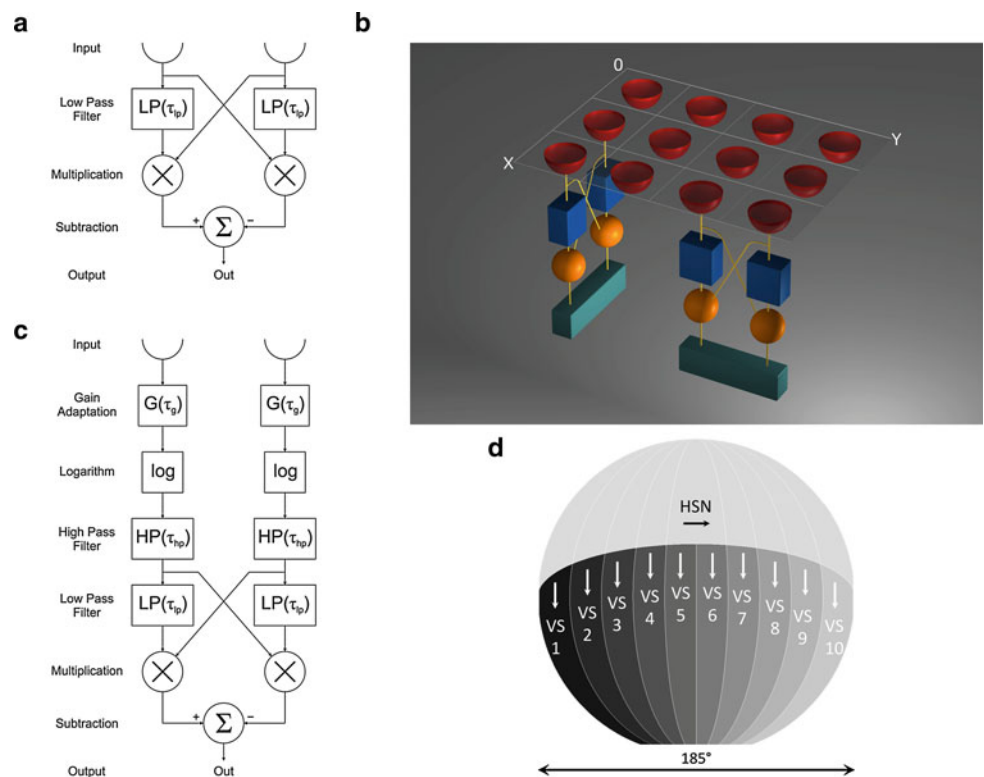 a
Input
Low Pass
Filter
LP(τlp) LP(τlp)
Multiplication
Subtraction
+ Σ −
Output
Out
b
0
X
Y
c
Input
Gain
Adaptation
G(τg) G(τg)
Logarithm
log log
High Pass
Filter
HP(τhp) HP(τhp)
Low Pass
Filter
LP(τlp) LP(τlp)
Multiplication
Subtraction
+ Σ −
Output
Out
d
HSN
VS 1
VS 2
VS 3
VS 4
VS 5
VS 6
VS 7
VS 8
VS 9
VS 10
185°